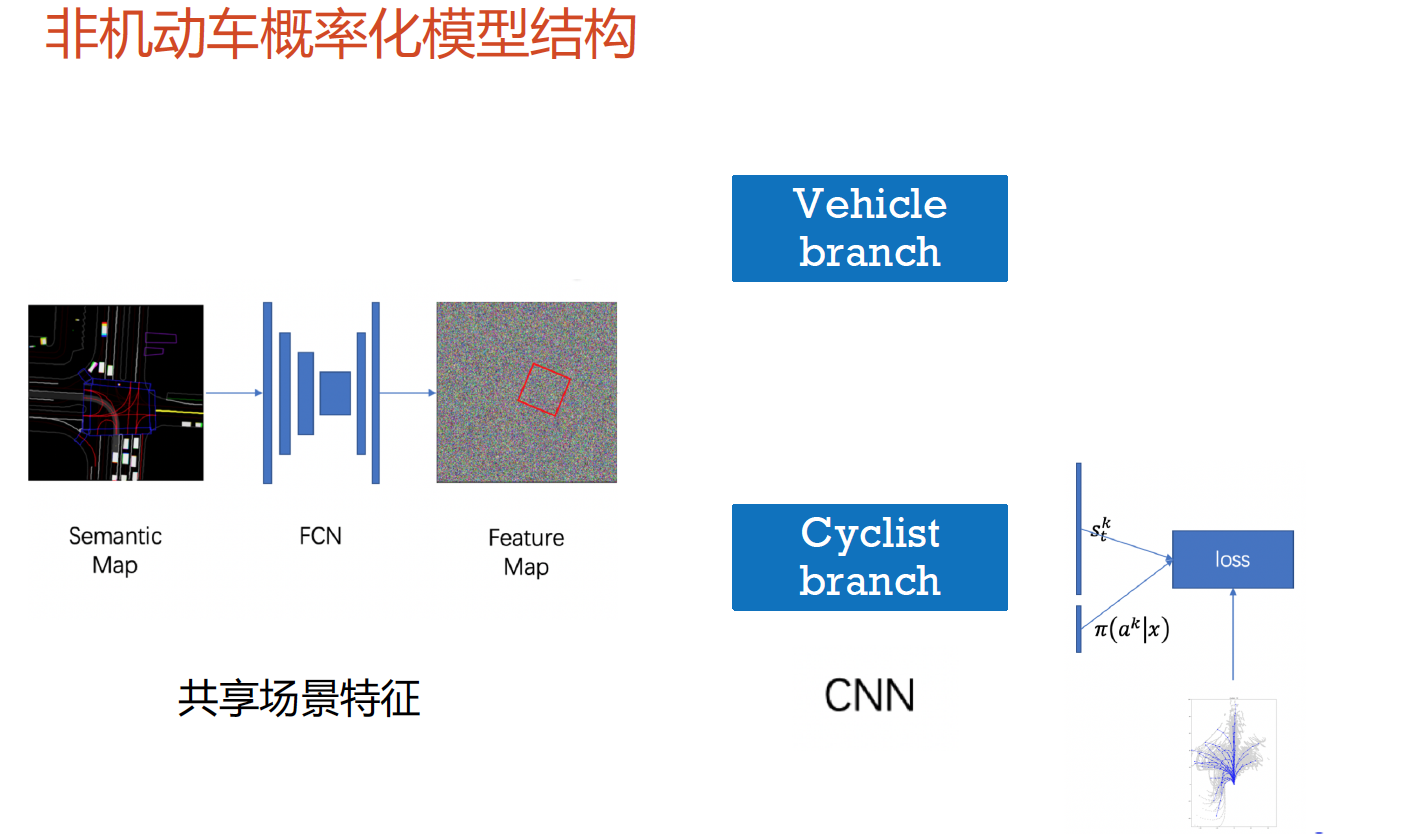 非机动车概率化模型结构
Vehicle
branch
Semantic
Map
FCN
Feature
Map
Cyclist
branch
$s_t^k$
loss
$\pi(a^k|x)$
共享场景特征
CNN